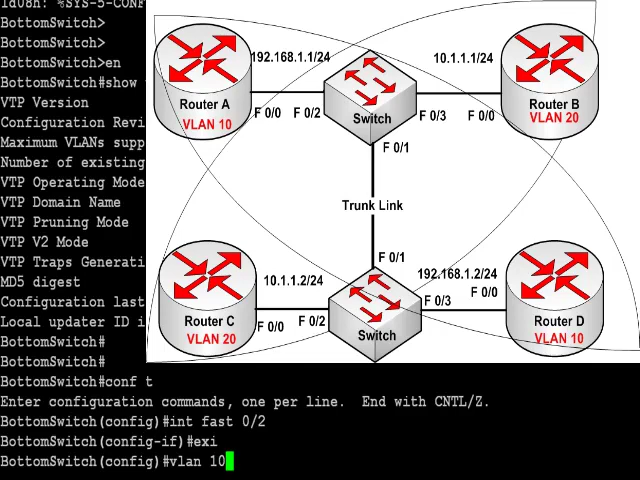 1d08h: %SYS-5-CONF
BottomSwitch>
BottomSwitch>
BottomSwitch>en
BottomSwitch#show
VTP Version
Configuration Revi
Maximum VLANs supp
Number of existing
VTP Operating Mode
VTP Domain Name
VTP Pruning Mode
VTP V2 Mode
VTP Traps Generati
MD5 digest
Configuration last
Local updater ID i
BottomSwitch#
BottomSwitch#
BottomSwitch#conf t
Enter configuration commands, one per line.  End with CNTL/Z.
BottomSwitch(config)#int fast 0/2
BottomSwitch(config-if)#exi
BottomSwitch(config)#vlan 10
192.168.1.1/24
10.1.1.1/24
Router A
VLAN 10
F 0/0
F 0/2
Switch
F 0/3
F 0/0
Router B
VLAN 20
F 0/1
Trunk Link
F 0/1
10.1.1.2/24
192.168.1.2/24
Router C
VLAN 20
F 0/0
F 0/2
Switch
F 0/3
F 0/0
Router D
VLAN 10